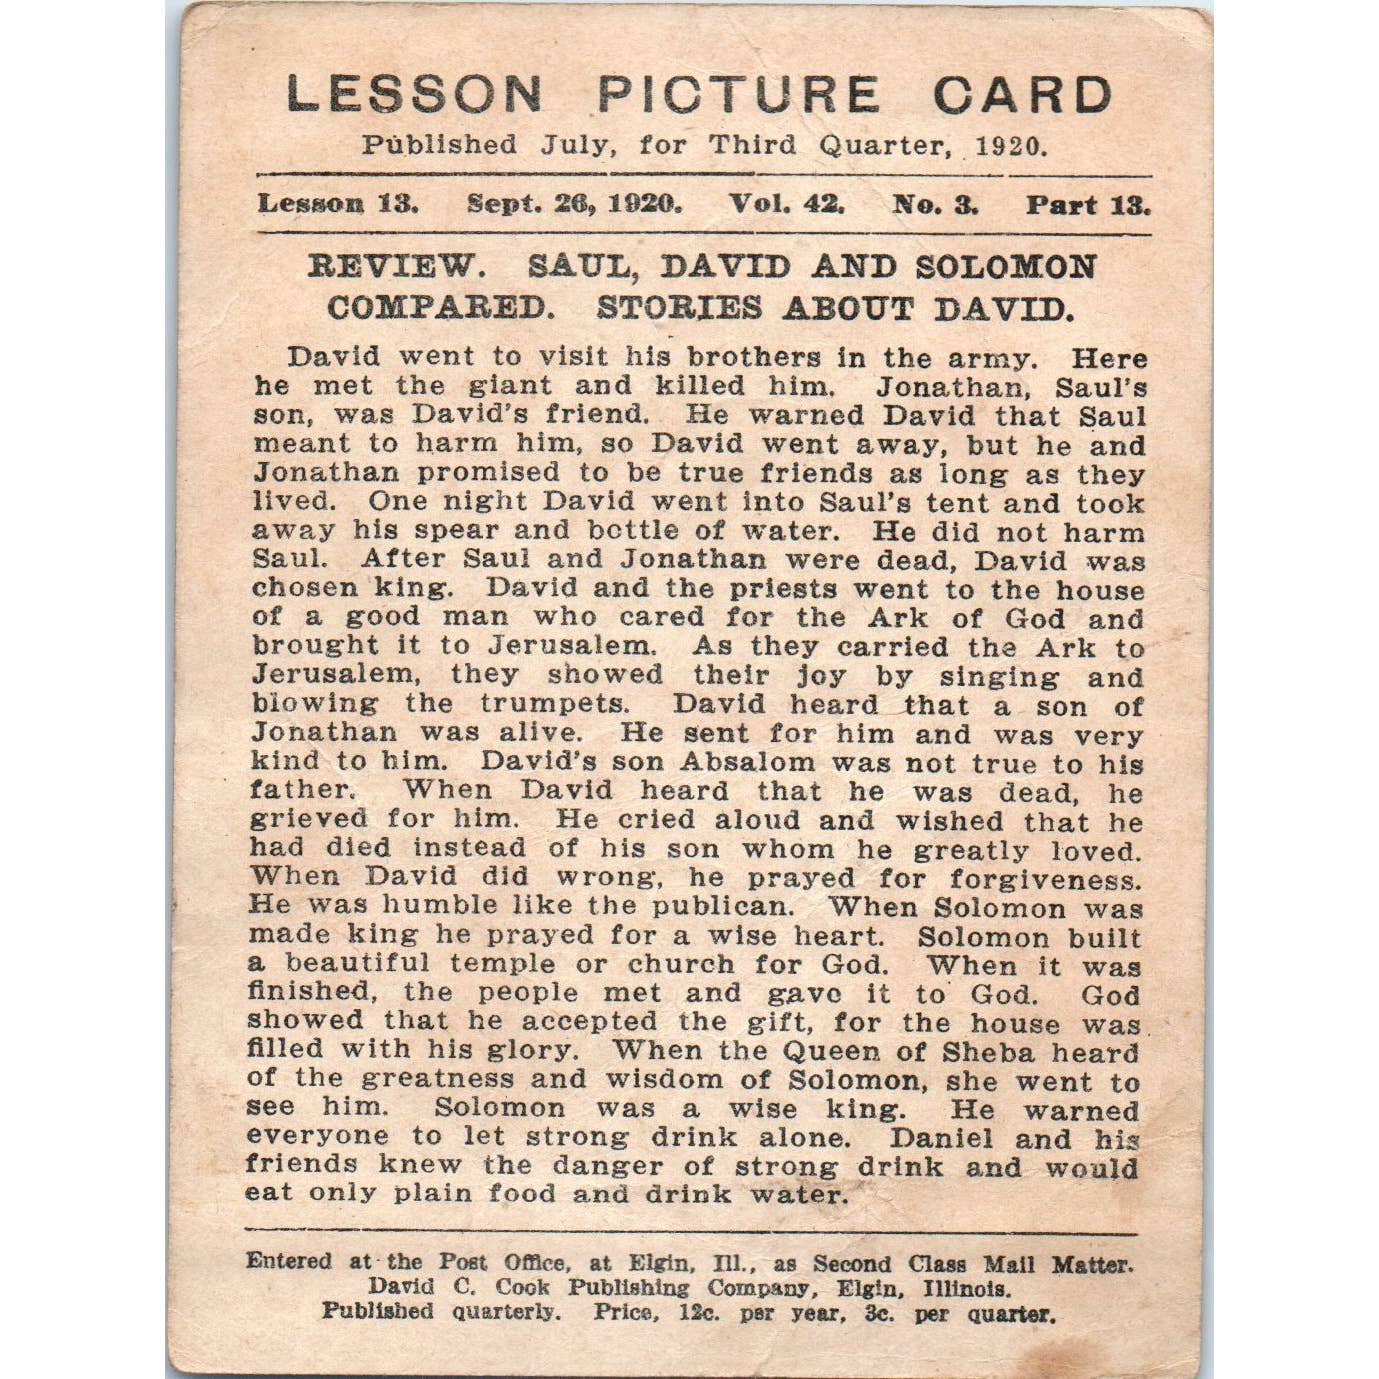 LESSON PICTURE CARD
Published July, for Third Quarter, 1920.
Lesson 13. Sept. 26, 1920. Vol. 42. No. 3. Part 13.
REVIEW. SAUL, DAVID AND SOLOMON
COMPARED. STORIES ABOUT DAVID.
David went to visit his brothers in the army. Here
he met the giant and killed him. Jonathan, Saul's
son, was David's friend. He warned David that Saul
meant to harm him, so David went away, but he and
Jonathan promised to be true friends as long as they
lived. One night David went into Saul's tent and took
away his spear and bottle of water. He did not harm
Saul. After Saul and Jonathan were dead, David was
chosen king. David and the priests went to the house
of a good man who cared for the Ark of God and
brought it to Jerusalem. As they carried the Ark to
Jerusalem, they showed their joy by singing and
blowing the trumpets. David heard that a son of
Jonathan was alive. He sent for him and was very
kind to him. David's son Absalom was not true to his
father. When David heard that he was dead, he
grieved for him. He cried aloud and wished that he
had died instead of his son whom he greatly loved.
When David did wrong, he prayed for forgiveness.
He was humble like the publican. When Solomon was
made king he prayed for a wise heart. Solomon built
a beautiful temple or church for God. When it was
finished, the people met and gave it to God. God
showed that he accepted the gift, for the house was
filled with his glory. When the Queen of Sheba heard
of the greatness and wisdom of Solomon, she went to
see him. Solomon was a wise king. He warned
everyone to let strong drink alone. Daniel and his
friends knew the danger of strong drink and would
eat only plain food and drink water.
Entered at the Post Office, at Elgin, Ill., as Second Class Mail Matter.
David C. Cook Publishing Company, Elgin, Illinois.
Published quarterly. Price, 12c. per year, 3c. per quarter.